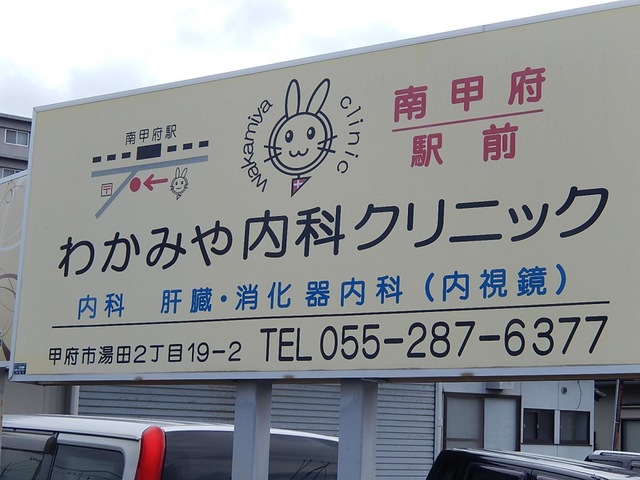 南甲府駅
〒
wakamiya clinic
南甲府
駅前
わかみや内科クリニック
内科 肝臓・消化器内科（内視鏡）
甲府市湯田2丁目19-2 TEL 055-287-6377